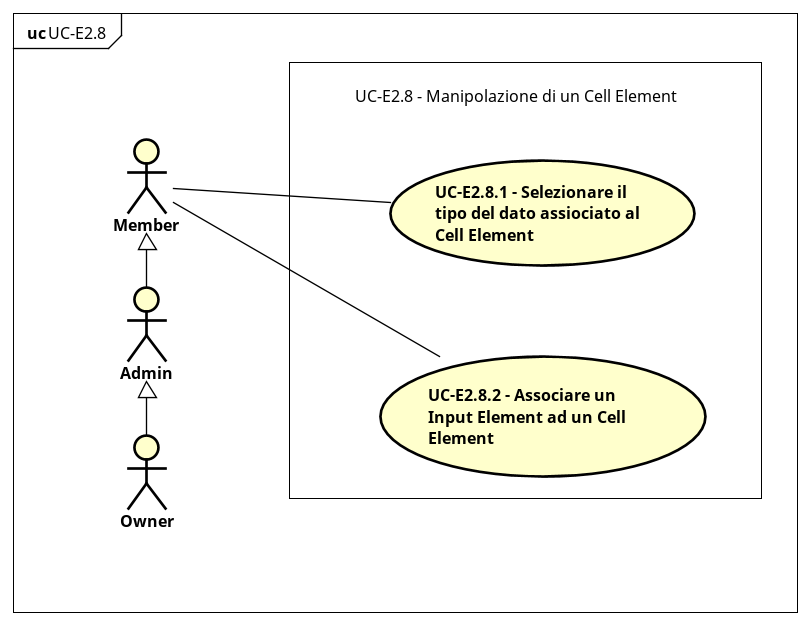 uc UC-E2.8
UC-E2.8 - Manipolazione di un Cell Element
UC-E2.8.1 - Selezionare il
tipo del dato assiociato al
Cell Element
Member
Admin
UC-E2.8.2 - Associare un
Input Element ad un Cell
Element
Owner